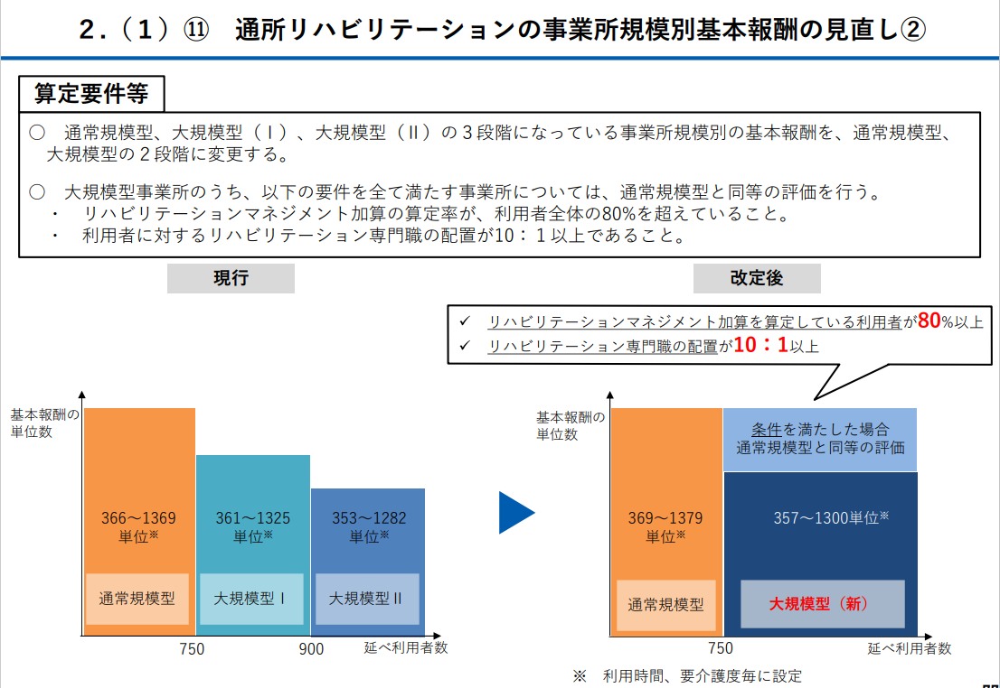 ２．（１）⑪　通所リハビリテーションの事業所規模別基本報酬の見直し②
算定要件等
○　通常規模型、大規模型（Ⅰ）、大規模型（Ⅱ）の３段階になっている事業所規模別の基本報酬を、通常規模型、
大規模型の２段階に変更する。
○　大規模型事業所のうち、以下の要件を全て満たす事業所については、通常規模型と同等の評価を行う。
・　リハビリテーションマネジメント加算の算定率が、利用者全体の80%を超えていること。
・　利用者に対するリハビリテーション専門職の配置が10：１以上であること。
現行
改定後
✓　リハビリテーションマネジメント加算を算定している利用者が80%以上
✓　リハビリテーション専門職の配置が10：1以上
基本報酬の
単位数
366～1369
単位※
通常規模型
361～1325
単位※
大規模型Ⅰ
353～1282
単位※
大規模型Ⅱ
750
900
延べ利用者数
基本報酬の
単位数
条件を満たした場合
通常規模型と同等の評価
369～1379
単位※
通常規模型
357～1300単位※
大規模型（新）
750
延べ利用者数
※　利用時間、要介護度毎に設定